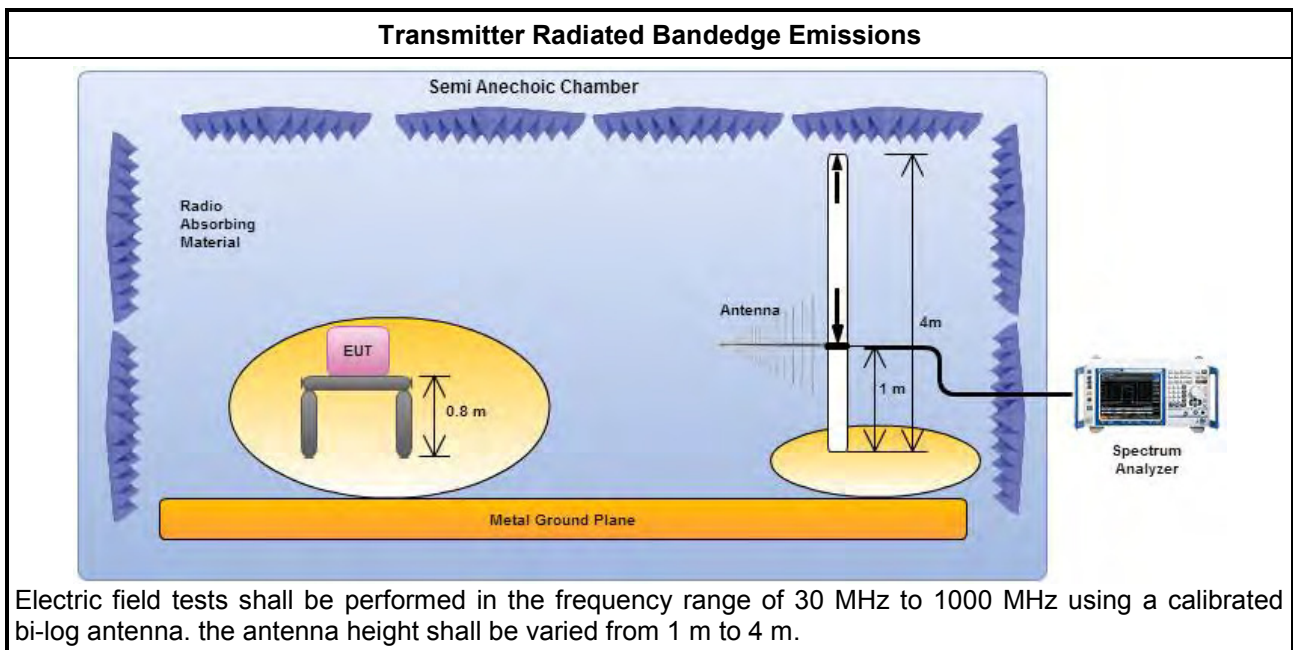 Transmitter Radiated Bandedge Emissions
Semi Anechoic Chamber
Radio
Absorbing
Material
Antenna
4m
EUT
1 m
0.8 m
Spectrum
Analyzer
Metal Ground Plane
Electric field tests shall be performed in the frequency range of 30 MHz to 1000 MHz using a calibrated
bi-log antenna. the antenna height shall be varied from 1 m to 4 m.